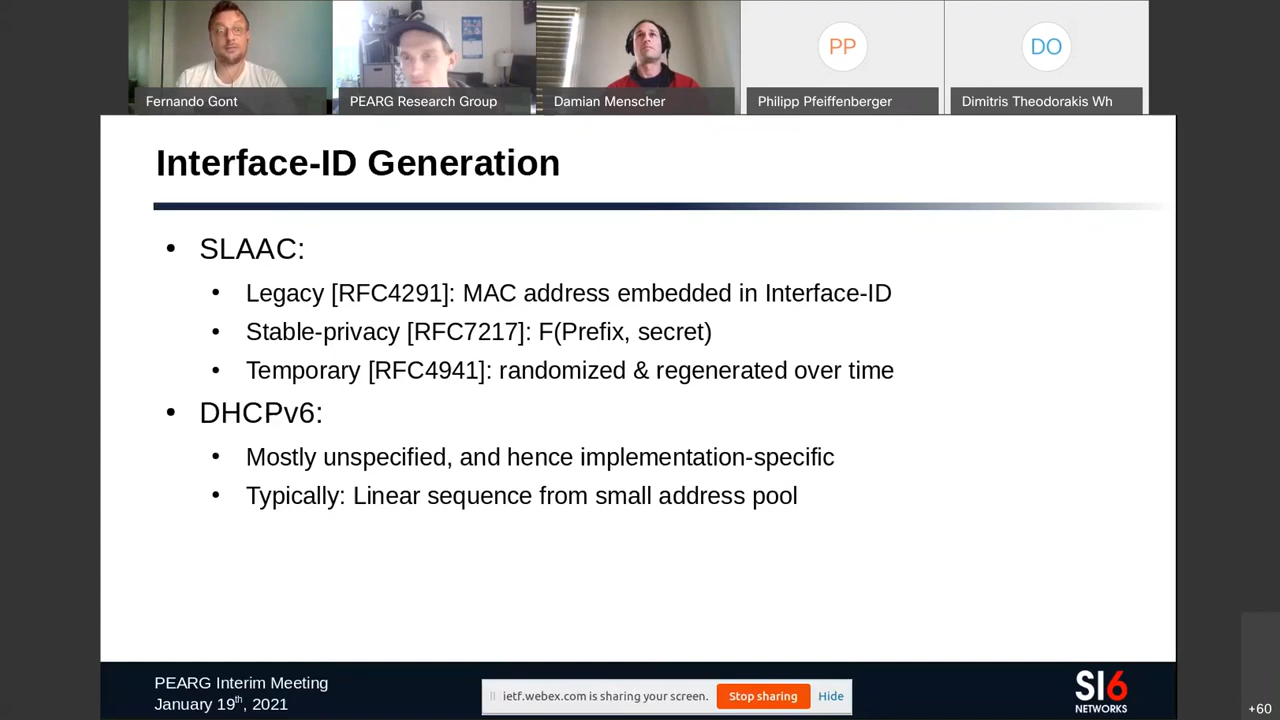 PP
DO
Fernando Gont
PEARG Research Group
Damian Menscher
Philipp Pfeiffenberger
Dimitris Theodorakis Wh
Interface-ID Generation
• SLAAC:
• Legacy [RFC4291]: MAC address embedded in Interface-ID
• Stable-privacy [RFC7217]: F(Prefix, secret)
• Temporary [RFC4941]: randomized & regenerated over time
• DHCPv6:
• Mostly unspecified, and hence implementation-specific
• Typically: Linear sequence from small address pool
PEARG Interim Meeting
January 19th, 2021
ietf.webex.com is sharing your screen.
Stop sharing
Hide
SI6
NETWORKS
+60